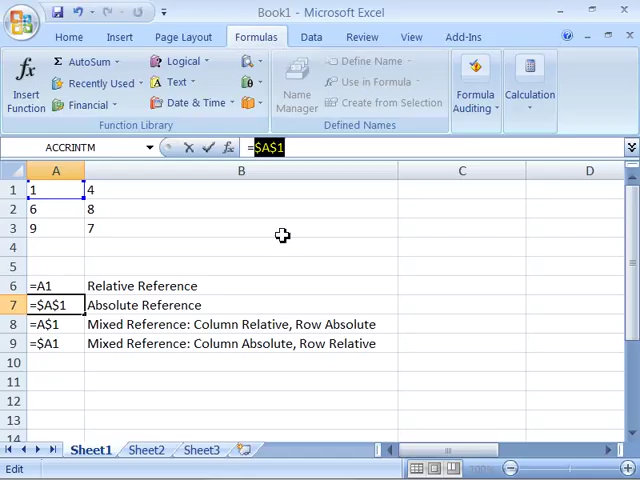 Book1 - Microsoft Excel
Home Insert Page Layout Formulas Data Review View Add-Ins
fx Σ AutoSum Logical Define Name
Recently Used Text Use in Formula
Insert Function Financial Date & Time Name Manager Create from Selection Formula Auditing Calculation
Function Library Defined Names
ACCRINTM fx =$A$1
A B C D
1 1 4
2 6 8
3 9 7
4
5
6 =A1 Relative Reference
7 =$A$1 Absolute Reference
8 =A$1 Mixed Reference: Column Relative, Row Absolute
9 =$A1 Mixed Reference: Column Absolute, Row Relative
10
11
12
13
14
Sheet1 Sheet2 Sheet3
Edit 100%